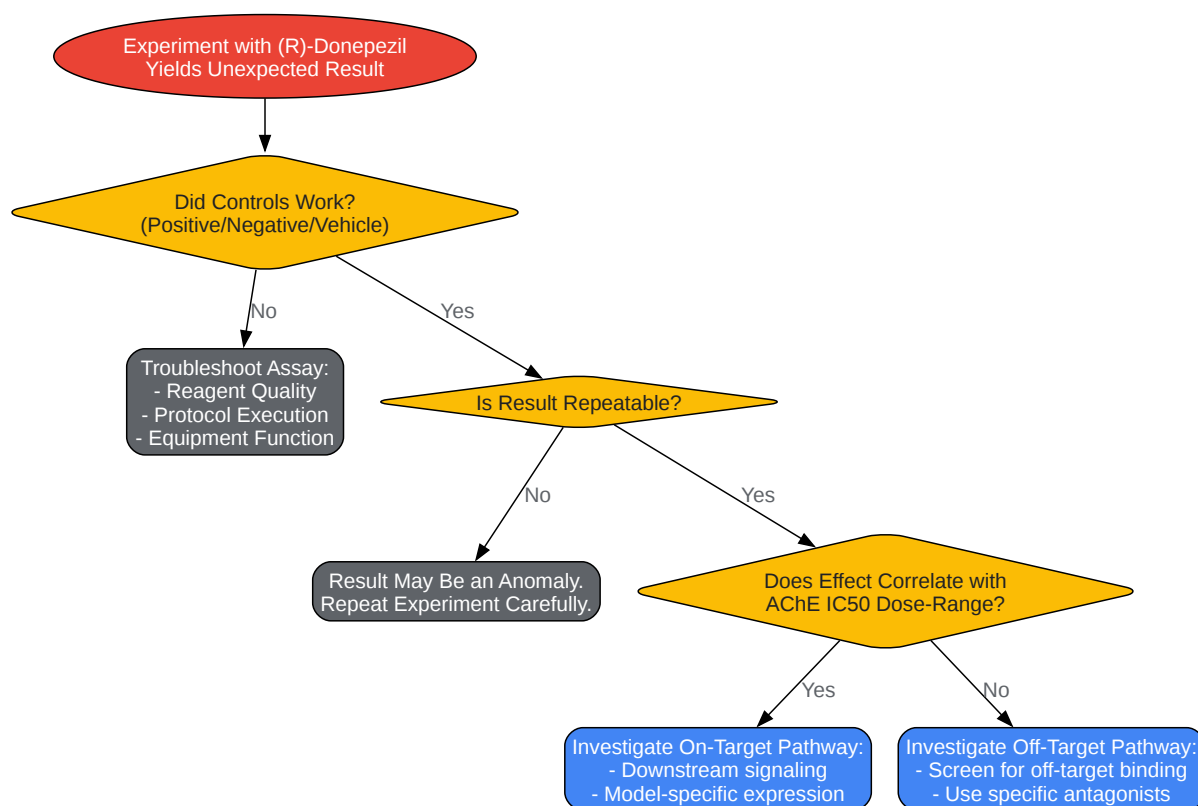 Experiment with (R)-Donepezil
Yields Unexpected Result
Did Controls Work?
(Positive/Negative/Vehicle)
No
Yes
Troubleshoot Assay:
- Reagent Quality
- Protocol Execution
- Equipment Function
Is Result Repeatable?
No
Yes
Result May Be an Anomaly.
Repeat Experiment Carefully.
Does Effect Correlate with
AChE IC50 Dose-Range?
Yes
No
Investigate On-Target Pathway:
- Downstream signaling
- Model-specific expression
Investigate Off-Target Pathway:
- Screen for off-target binding
- Use specific antagonists